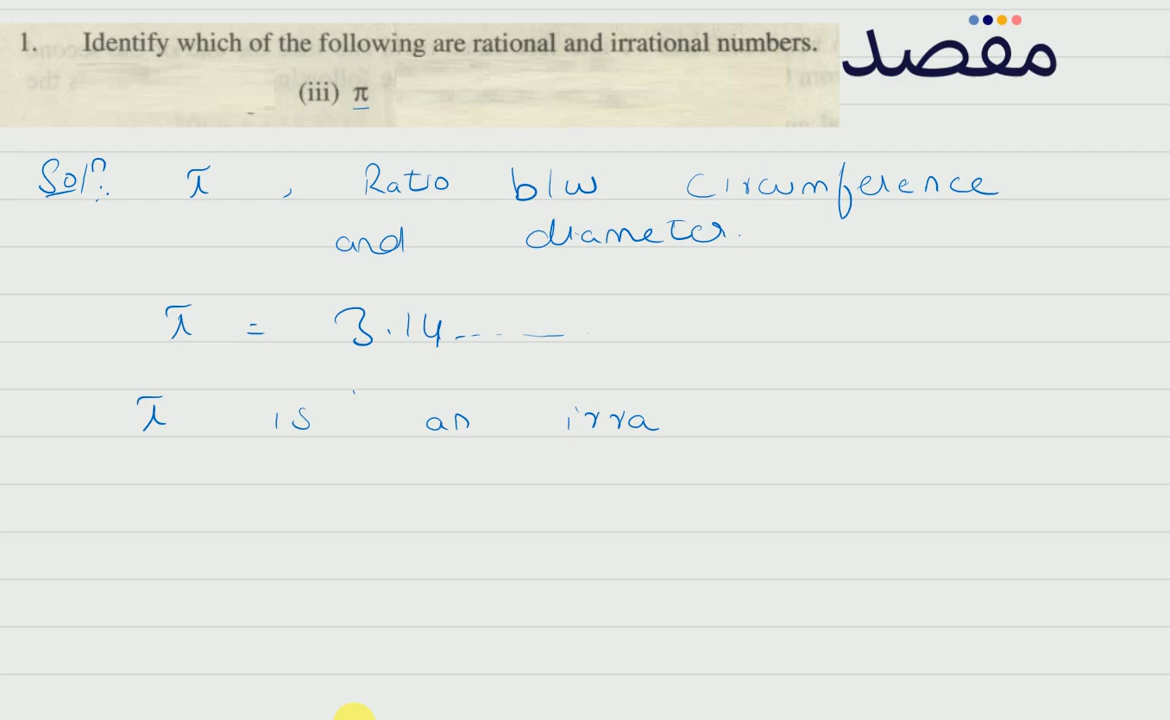 1. Identify which of the following are rational and irrational numbers.
مقصد
(iii) π
Sol? π , Ratio b/w Circumference
and diameter.
π = 3.14.... —
π is an irra